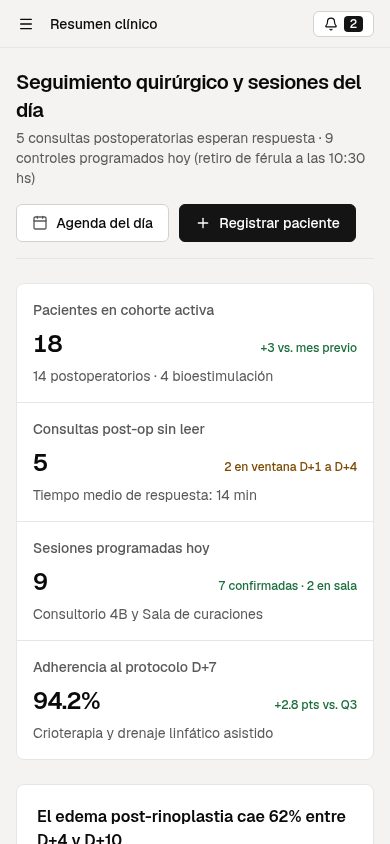 Resumen clínico
2
Seguimiento quirúrgico y sesiones del
día
5 consultas postoperatorias esperan respuesta · 9
controles programados hoy (retiro de férula a las 10:30
hs)
Agenda del día
Registrar paciente
Pacientes en cohorte activa
18
+3 vs. mes previo
14 postoperatorios · 4 bioestimulación
Consultas post-op sin leer
5
2 en ventana D+1 a D+4
Tiempo medio de respuesta: 14 min
Sesiones programadas hoy
9
7 confirmadas · 2 en sala
Consultorio 4B y Sala de curaciones
Adherencia al protocolo D+7
94.2%
+2.8 pts vs. Q3
Crioterapia y drenaje linfático asistido
El edema post-rinoplastia cae 62% entre
D+4 y D+10